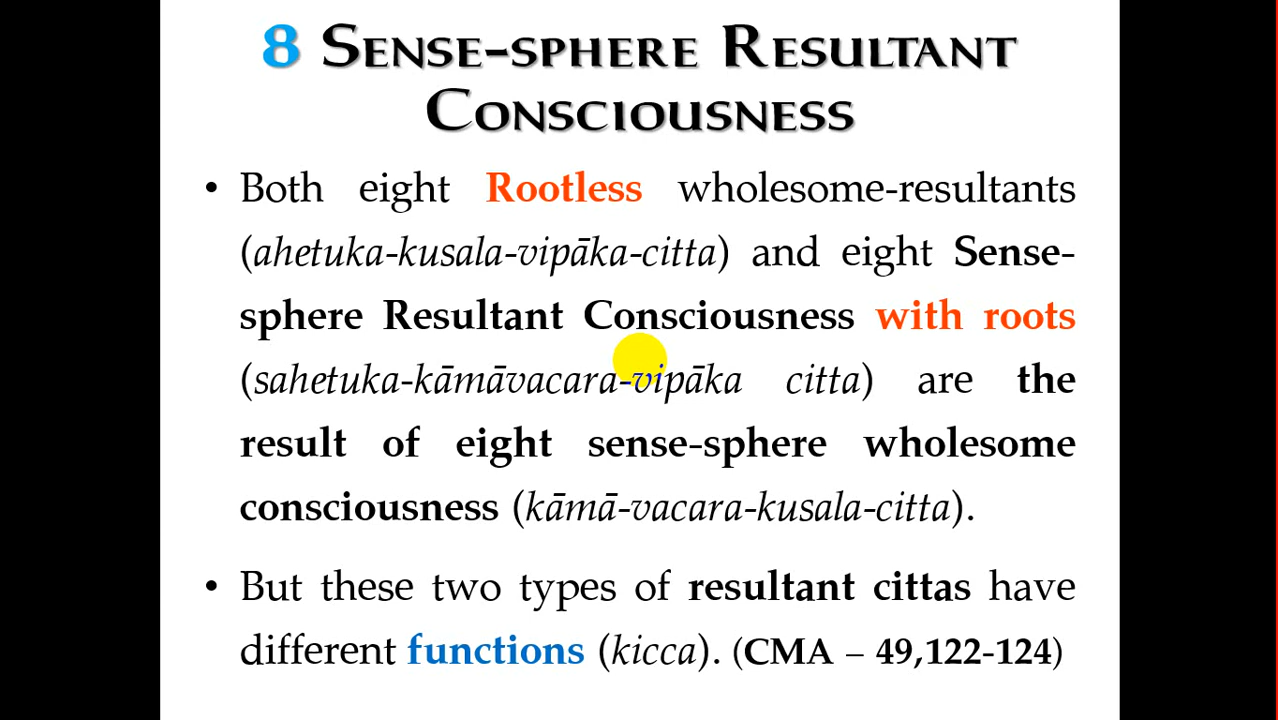 8 Sense-sphere Resultant
Consciousness
• Both eight Rootless wholesome-resultants
(ahetuka-kusala-vipāka-citta) and eight Sense-
sphere Resultant Consciousness with roots
(sahetuka-kāmāvacara-vipāka citta) are the
result of eight sense-sphere wholesome
consciousness (kāmā-vacara-kusala-citta).
• But these two types of resultant cittas have
different functions (kicca). (CMA – 49,122-124)